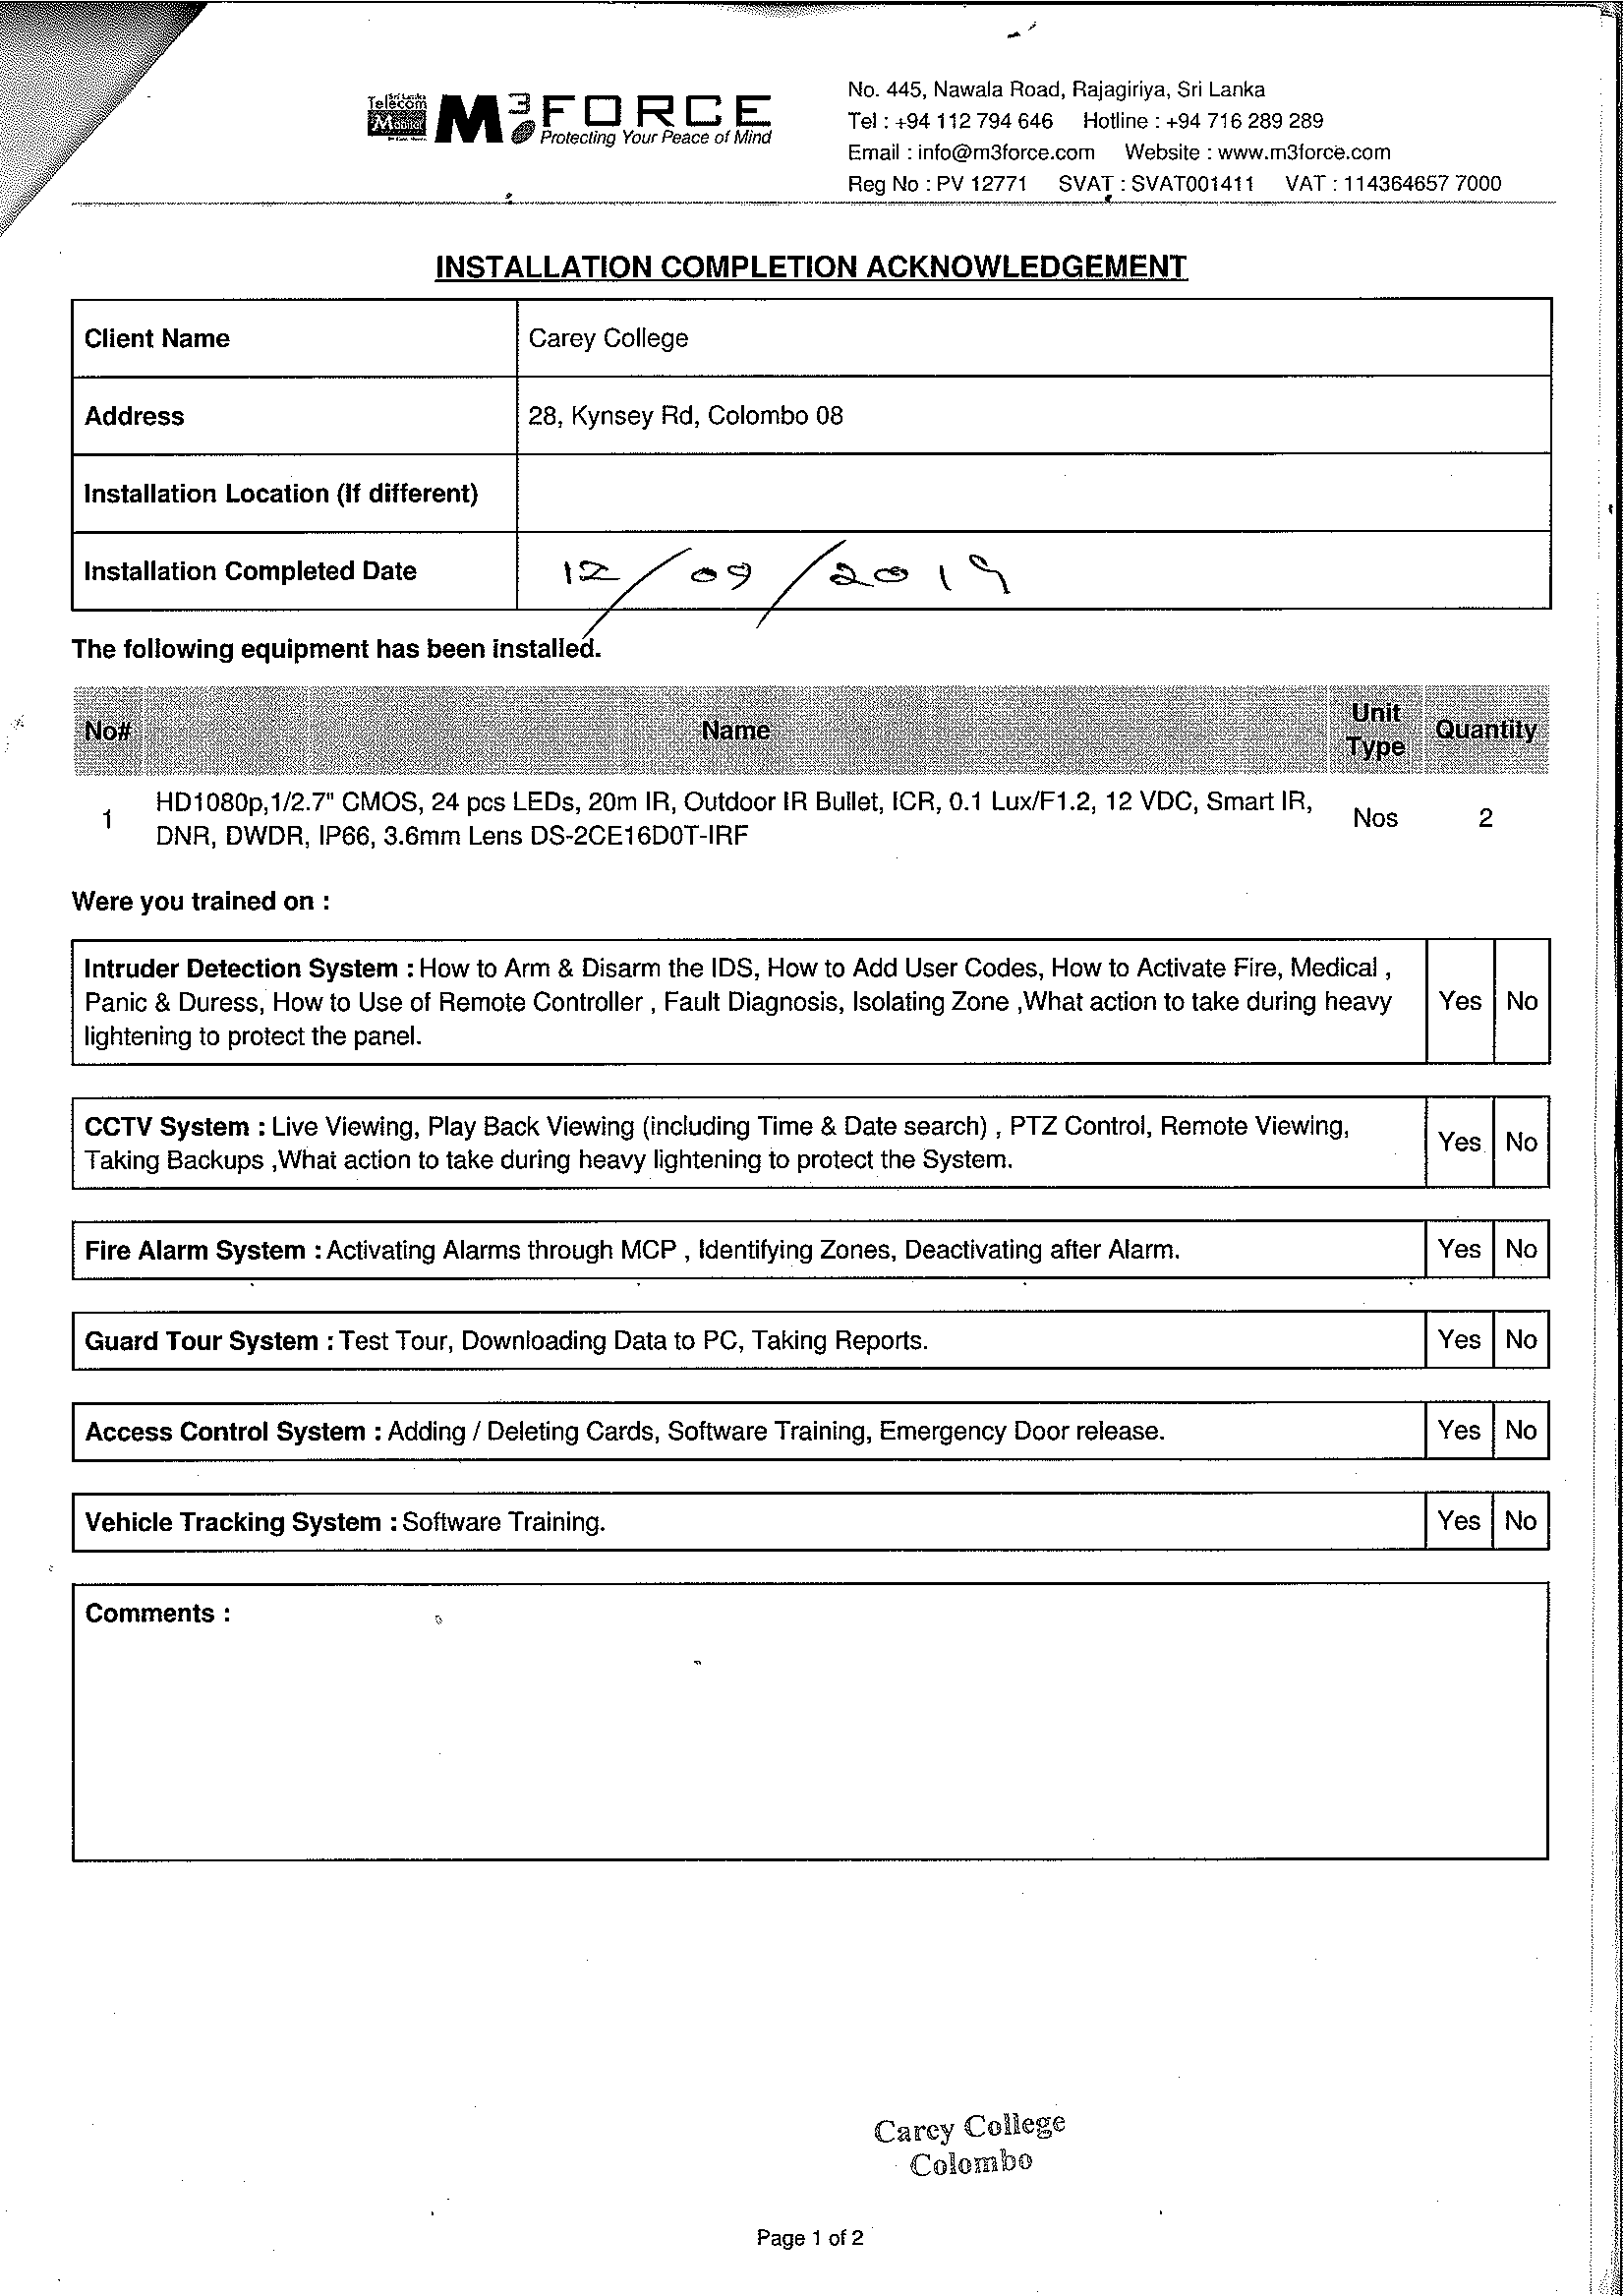 Sri Lanka
Telecom
Mobitel
M3FORCE
Protecting Your Peace of Mind
No. 445, Nawala Road, Rajagiriya, Sri Lanka
Tel : +94 112 794 646 Hotline : +94 716 289 289
Email : info@m3force.com Website : www.m3force.com
Reg No : PV 12771 SVAT : SVAT001411 VAT : 114364657 7000
INSTALLATION COMPLETION ACKNOWLEDGEMENT
Client Name Carey College
Address 28, Kynsey Rd, Colombo 08
Installation Location (If different)
Installation Completed Date 12/09/2019
The following equipment has been installed.
No# Name Unit Type Quantity
1 HD1080p,1/2.7" CMOS, 24 pcs LEDs, 20m IR, Outdoor IR Bullet, ICR, 0.1 Lux/F1.2, 12 VDC, Smart IR, Nos 2
DNR, DWDR, IP66, 3.6mm Lens DS-2CE16D0T-IRF
Were you trained on :
Intruder Detection System : How to Arm & Disarm the IDS, How to Add User Codes, How to Activate Fire, Medical ,
Panic & Duress, How to Use of Remote Controller , Fault Diagnosis, Isolating Zone ,What action to take during heavy Yes No
lightening to protect the panel.
CCTV System : Live Viewing, Play Back Viewing (including Time & Date search) , PTZ Control, Remote Viewing, Yes No
Taking Backups ,What action to take during heavy lightening to protect the System.
Fire Alarm System : Activating Alarms through MCP , Identifying Zones, Deactivating after Alarm. Yes No
Guard Tour System : Test Tour, Downloading Data to PC, Taking Reports. Yes No
Access Control System : Adding / Deleting Cards, Software Training, Emergency Door release. Yes No
Vehicle Tracking System : Software Training. Yes No
Comments :
Carey College
Colombo
Page 1 of 2